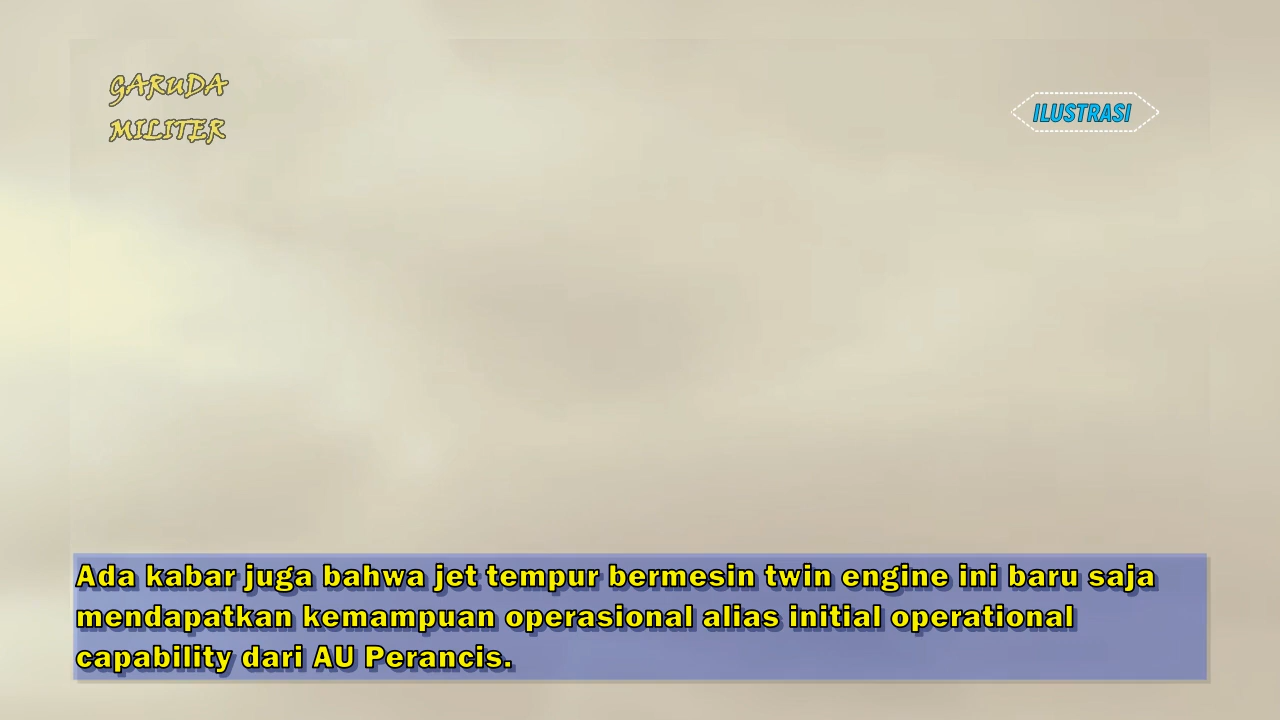 GARUDA
MILITER
ILUSTRASI
Ada kabar juga bahwa jet tempur bermesin twin engine ini baru saja
mendapatkan kemampuan operasional alias initial operational
capability dari AU Perancis.